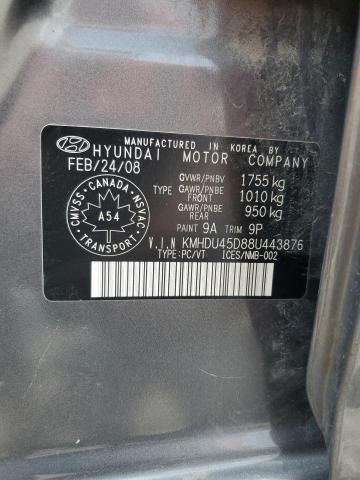 MANUFACTURED IN KOREA BY
HYUNDAI MOTOR COMPANY
FEB/24/08
GVWR/PNBV 1755 kg
TYPE GAWR/PNBE FRONT 1010 kg
GAWR/PNBE REAR 950 kg
PAINT 9A TRIM 9P
CMVSS - CANADA - NSVAC
A54
TRANSPORT
V.I.N KMHDU45D88U443876
TYPE:PC/VT ICES/NMB-002